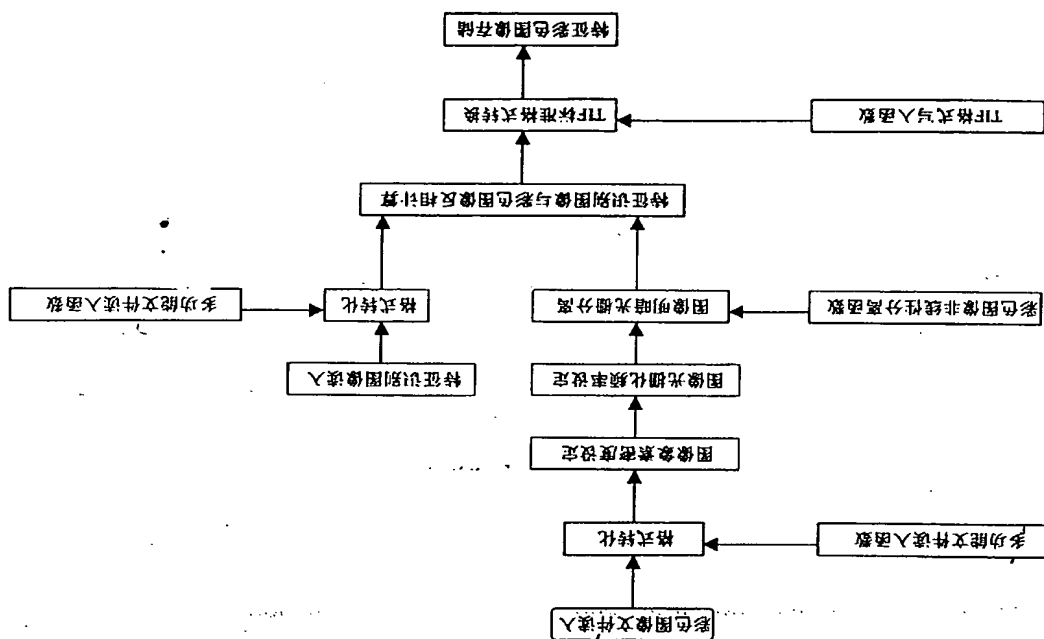 彩色图像文件读入
多功能文件读入函数
格式转化
图像象素密度设定
图像光栅化频率设定
特征识别图像读入
彩色图像非线性分离函数
图像明暗光栅分离
格式转化
多功能文件读入函数
特征识别图像与彩色图像反相计算
TIF格式写入函数
TIF标准格式转换
特征彩色图像存储